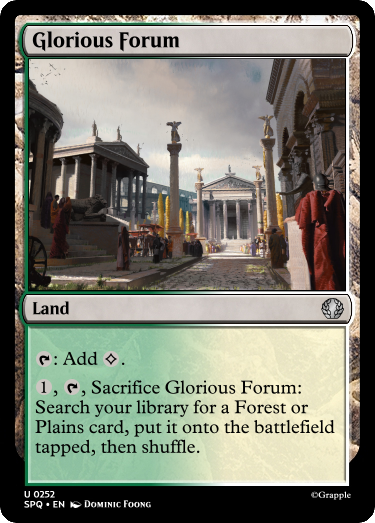 Glorious Forum
Land
: Add .
1, , Sacrifice Glorious Forum:
Search your library for a Forest or
Plains card, put it onto the battlefield
tapped, then shuffle.
U 0252
SPQ • EN Dominic Foong
©Grapple